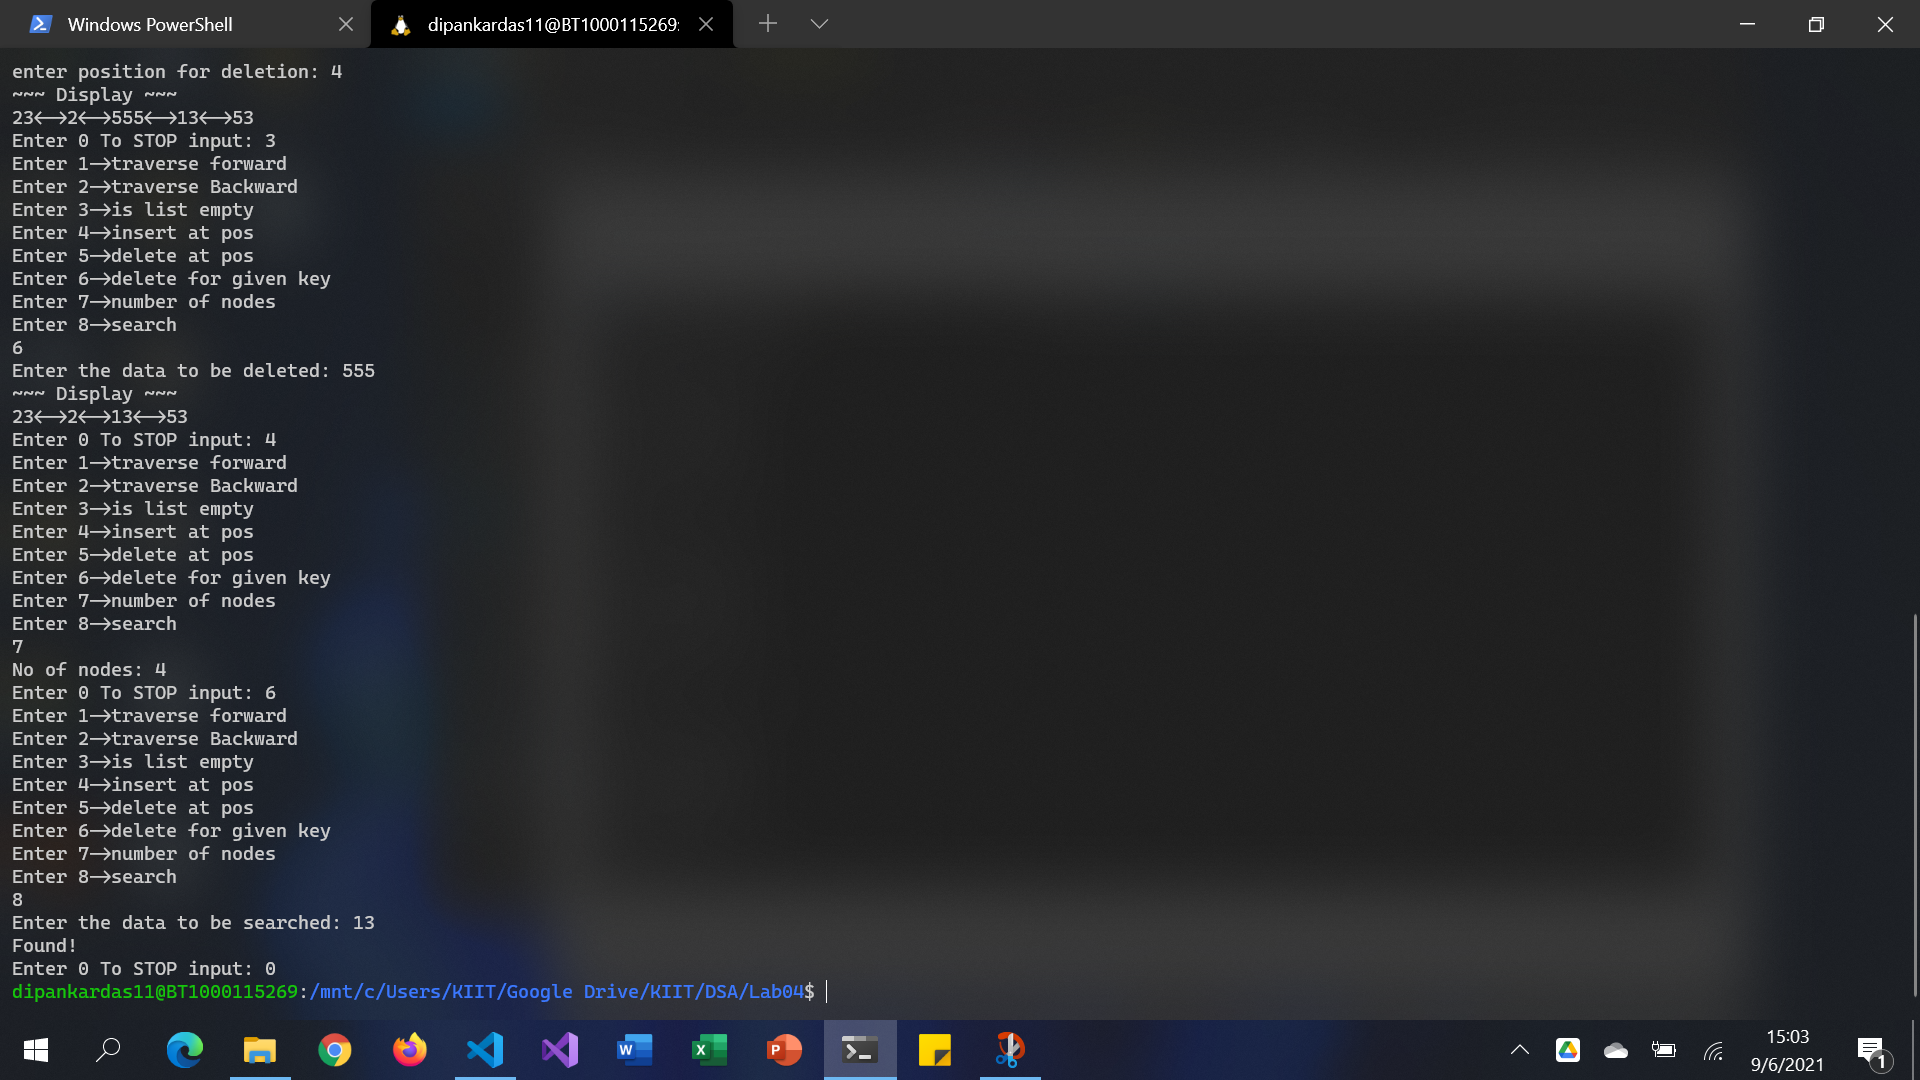 Windows PowerShell
dipankardas11@BT1000115269:
enter position for deletion: 4
~~~ Display ~~~
23<-->2<-->555<-->13<-->53
Enter 0 To STOP input: 3
Enter 1-->traverse forward
Enter 2-->traverse Backward
Enter 3-->is list empty
Enter 4-->insert at pos
Enter 5-->delete at pos
Enter 6-->delete for given key
Enter 7-->number of nodes
Enter 8-->search
6
Enter the data to be deleted: 555
~~~ Display ~~~
23<-->2<-->13<-->53
Enter 0 To STOP input: 4
Enter 1-->traverse forward
Enter 2-->traverse Backward
Enter 3-->is list empty
Enter 4-->insert at pos
Enter 5-->delete at pos
Enter 6-->delete for given key
Enter 7-->number of nodes
Enter 8-->search
7
No of nodes: 4
Enter 0 To STOP input: 6
Enter 1-->traverse forward
Enter 2-->traverse Backward
Enter 3-->is list empty
Enter 4-->insert at pos
Enter 5-->delete at pos
Enter 6-->delete for given key
Enter 7-->number of nodes
Enter 8-->search
8
Enter the data to be searched: 13
Found!
Enter 0 To STOP input: 0
dipankardas11@BT1000115269:/mnt/c/Users/KIIT/Google Drive/KIIT/DSA/Lab04$
15:03
9/6/2021
1